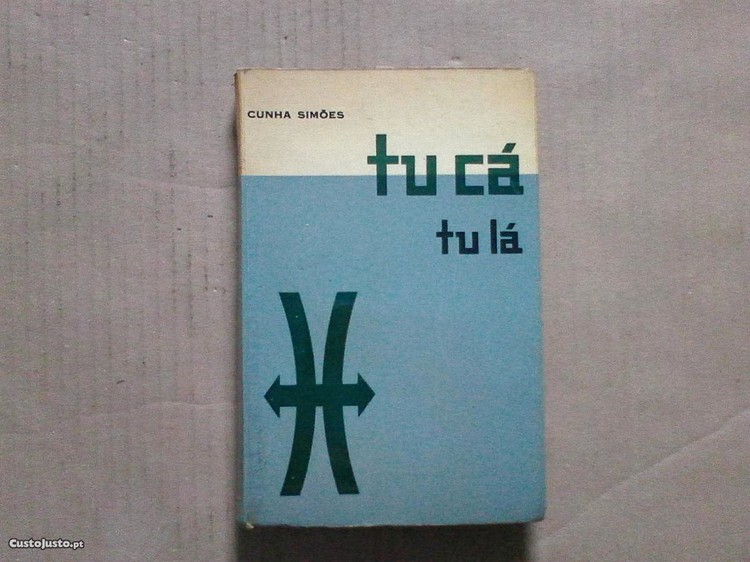 CUNHA SIMÕES
tu cá
tu lá
CustoJusto.pt